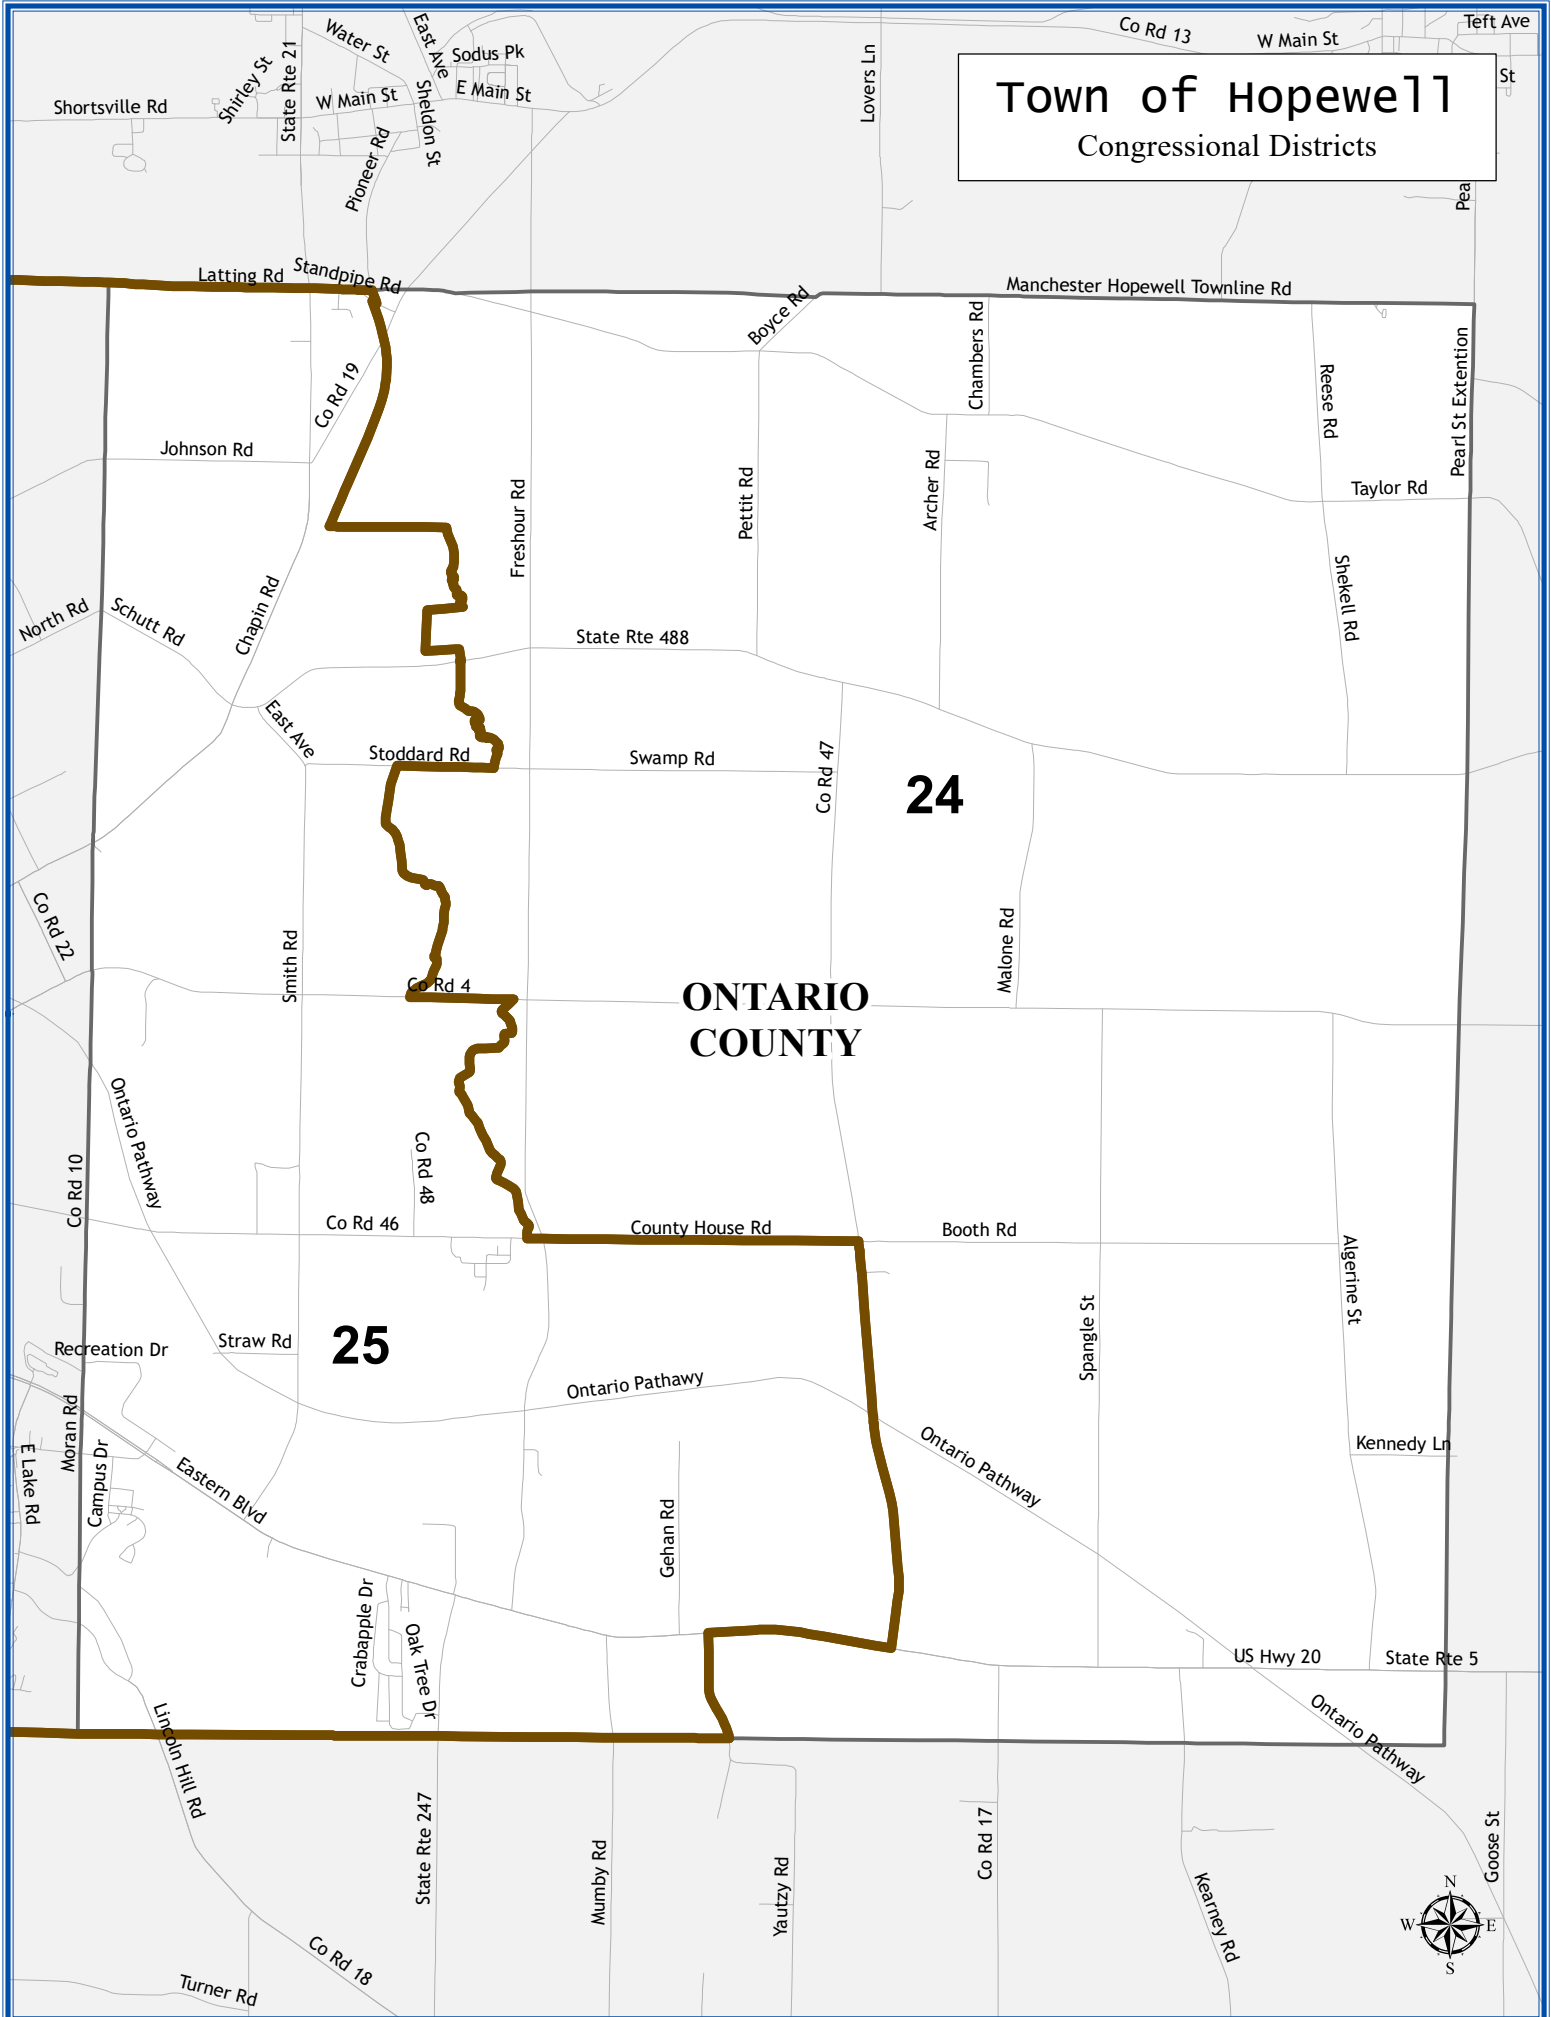 Town of Hopewell
Congressional Districts
Teft Ave
Co Rd 13
W Main St
St
Pea
Water St
East Ave
Sodus Pk
Shirley St
State Rte 21
W Main St
E Main St
Sheldon St
Shortsville Rd
Pioneer Rd
Lovers Ln
Latting Rd
Standpipe Rd
Manchester Hopewell Townline Rd
Boyce Rd
Chambers Rd
Reese Rd
Pearl St Extention
Co Rd 19
Johnson Rd
Freshour Rd
Pettit Rd
Archer Rd
Taylor Rd
Shekell Rd
North Rd
Schutt Rd
Chapin Rd
State Rte 488
East Ave
Stoddard Rd
Swamp Rd
Co Rd 47
24
Co Rd 22
Smith Rd
Malone Rd
Co Rd 4
ONTARIO
COUNTY
Ontario Pathway
Co Rd 10
Co Rd 48
Co Rd 46
County House Rd
Booth Rd
Algerine St
Spangle St
Straw Rd
25
Recreation Dr
Ontario Pathawy
Moran Rd
Campus Dr
E Lake Rd
Eastern Blvd
Ontario Pathway
Kennedy Ln
Gehan Rd
Crabapple Dr
Oak Tree Dr
US Hwy 20
State Rte 5
Ontario Pathway
Lincoln Hill Rd
State Rte 247
Mumby Rd
Yautzy Rd
Co Rd 17
Kearney Rd
Goose St
Co Rd 18
Turner Rd
N
W
E
S